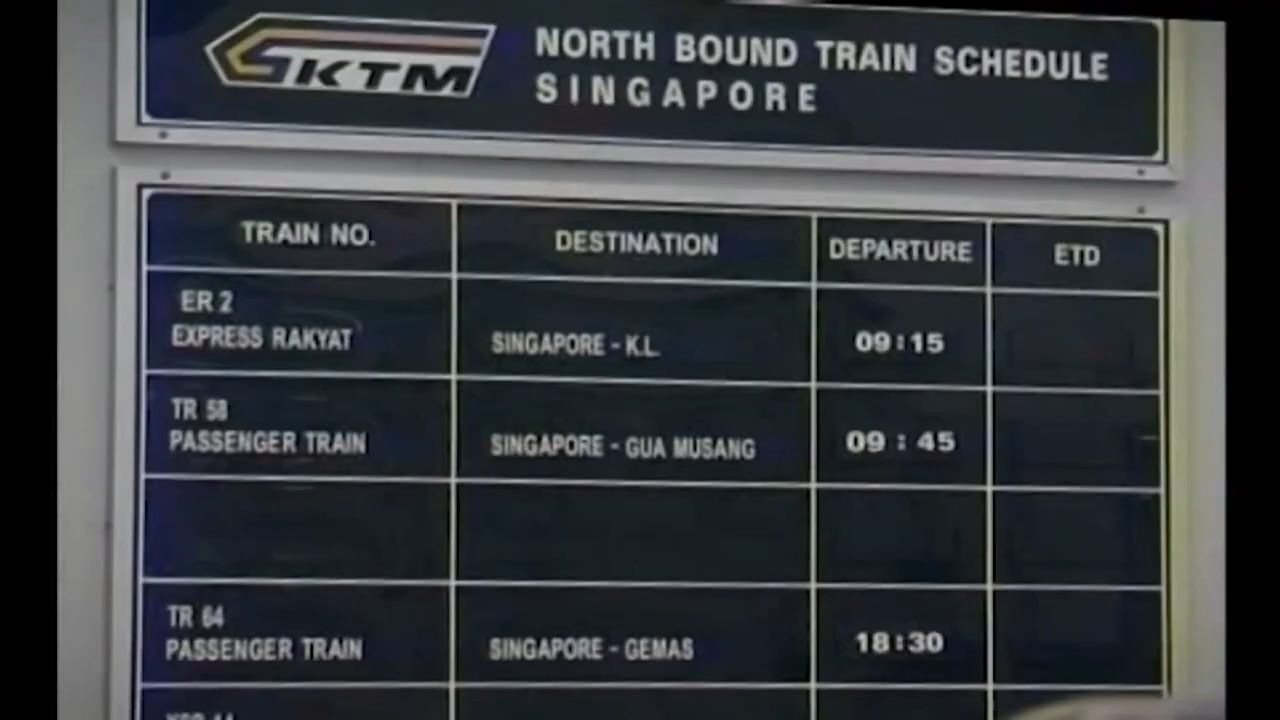 KTM
NORTH BOUND TRAIN SCHEDULE
SINGAPORE
TRAIN NO. DESTINATION DEPARTURE ETD
ER 2
EXPRESS RAKYAT SINGAPORE - K.L. 09:15
TR 58
PASSENGER TRAIN SINGAPORE - GUA MUSANG 09 : 45
TR 64
PASSENGER TRAIN SINGAPORE - GEMAS 18:30